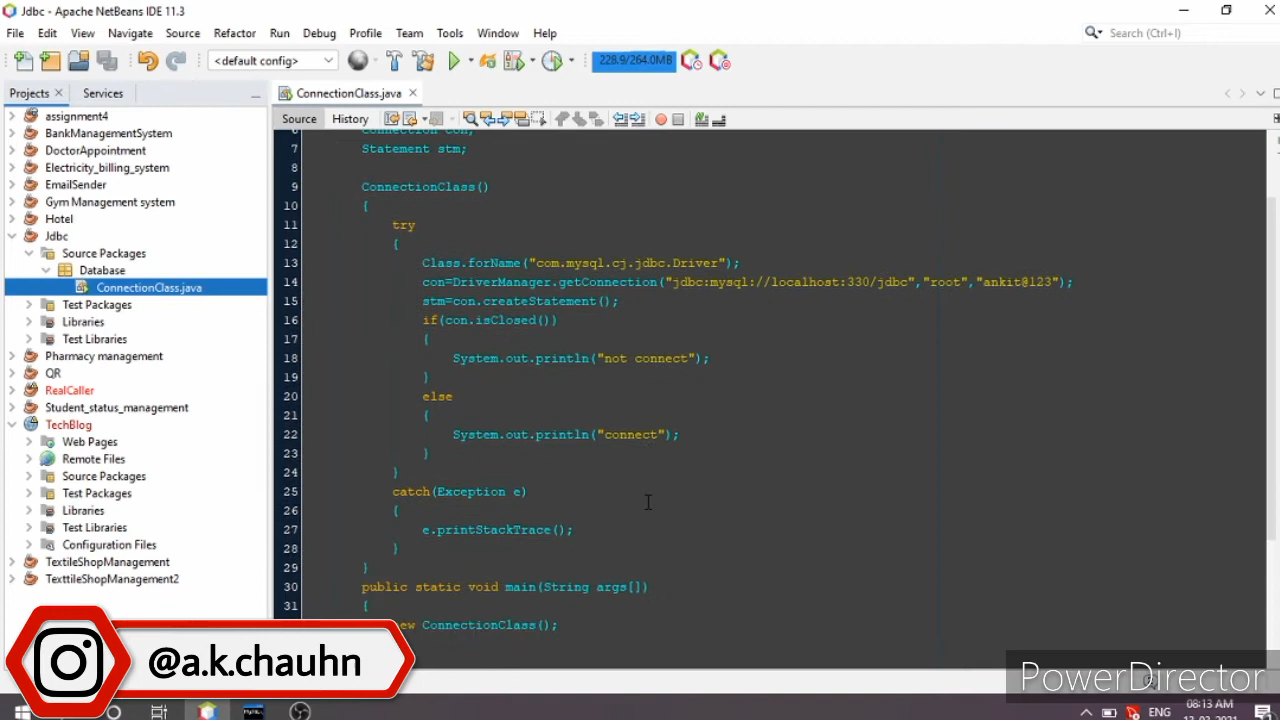 Jdbc - Apache NetBeans IDE 11.3
File Edit View Navigate Source Refactor Run Debug Profile Team Tools Window Help
Search (Ctrl+I)
<default config>
228.9/264.0MB
Projects
Services
ConnectionClass.java
Source
History
assignment4
BankManagementSystem
DoctorAppointment
Electricity_billing_system
EmailSender
Gym Management system
Hotel
Jdbc
Source Packages
Database
ConnectionClass.java
Test Packages
Libraries
Test Libraries
Pharmacy management
QR
RealCaller
Student_status_management
TechBlog
Web Pages
Remote Files
Source Packages
Test Packages
Libraries
Test Libraries
Configuration Files
TextileShopManagement
TexttileShopManagement2
6 Connection con;
7 Statement stm;
8
9 ConnectionClass()
10 {
11 try
12 {
13 Class.forName("com.mysql.cj.jdbc.Driver");
14 con=DriverManager.getConnection("jdbc:mysql://localhost:330/jdbc","root","ankit@123");
15 stm=con.createStatement();
16 if(con.isClosed())
17 {
18 System.out.println("not connect");
19 }
20 else
21 {
22 System.out.println("connect");
23 }
24 }
25 catch(Exception e)
26 {
27 e.printStackTrace();
28 }
29 }
30 public static void main(String args[])
31 {
new ConnectionClass();
@a.k.chauhn
PowerDirector
ENG
08:13 AM